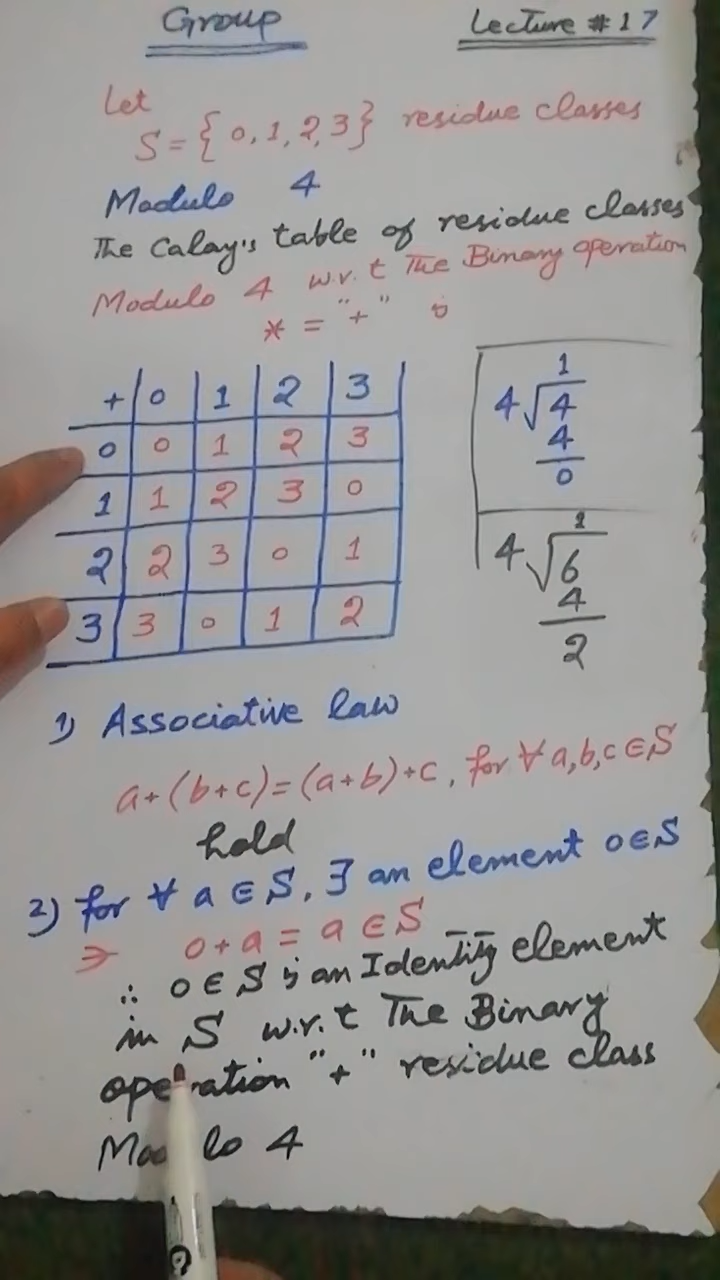 Group Lecture # 17
Let
S = { 0, 1, 2, 3 } residue classes
Modulo 4
The Calay's table of residue classes
Modulo 4 w.r.t The Binary operation
* = "+" is
+ 0 1 2 3
0 0 1 2 3
1 1 2 3 0
2 2 3 0 1
3 3 0 1 2
1
4√4
4
0
1
4√6
4
2
1) Associative law
a+(b+c)=(a+b)+c, for ∀ a,b,c ∈ S
hold
2) for ∀ a ∈ S, ∃ an element 0 ∈ S
⇒ 0 + a = a ∈ S
∴ 0 ∈ S is an Identity element
in S w.r.t The Binary
operation "+" residue class
Modulo 4